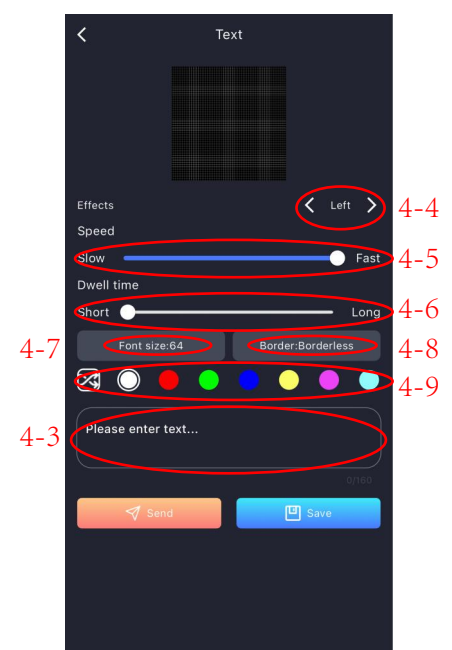 Text
Effects
Left
4-4
Speed
Slow
Fast
4-5
Dwell time
Short
Long
4-6
4-7
Font size:64
Border:Borderless
4-8
4-9
4-3
Please enter text...
0/160
Send
Save